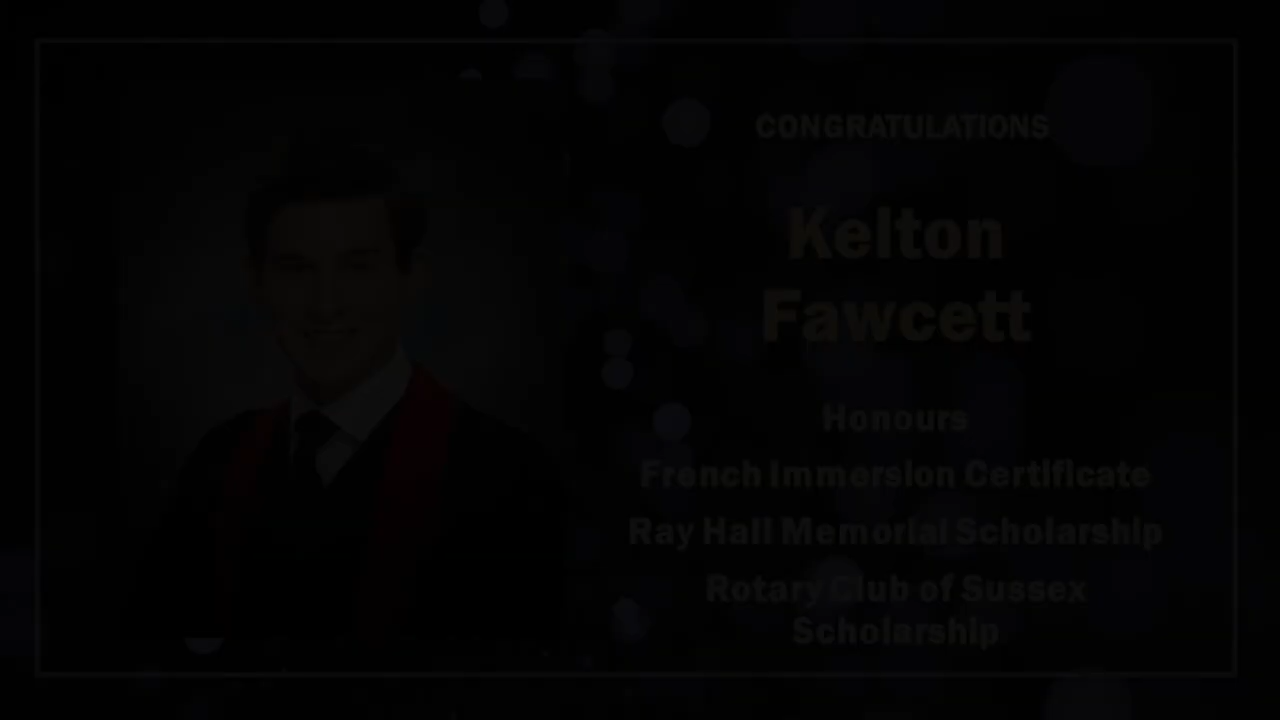 CONGRATULATIONS
Kelton
Fawcett
Honours
French Immersion Certificate
Ray Hall Memorial Scholarship
Rotary Club of Sussex
Scholarship